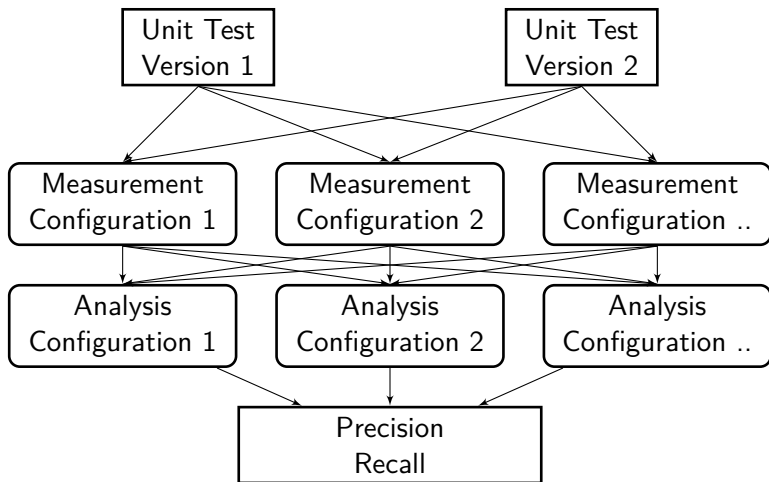 Unit Test
Version 1
Unit Test
Version 2
Measurement
Configuration 1
Measurement
Configuration 2
Measurement
Configuration ..
Analysis
Configuration 1
Analysis
Configuration 2
Analysis
Configuration ..
Precision
Recall